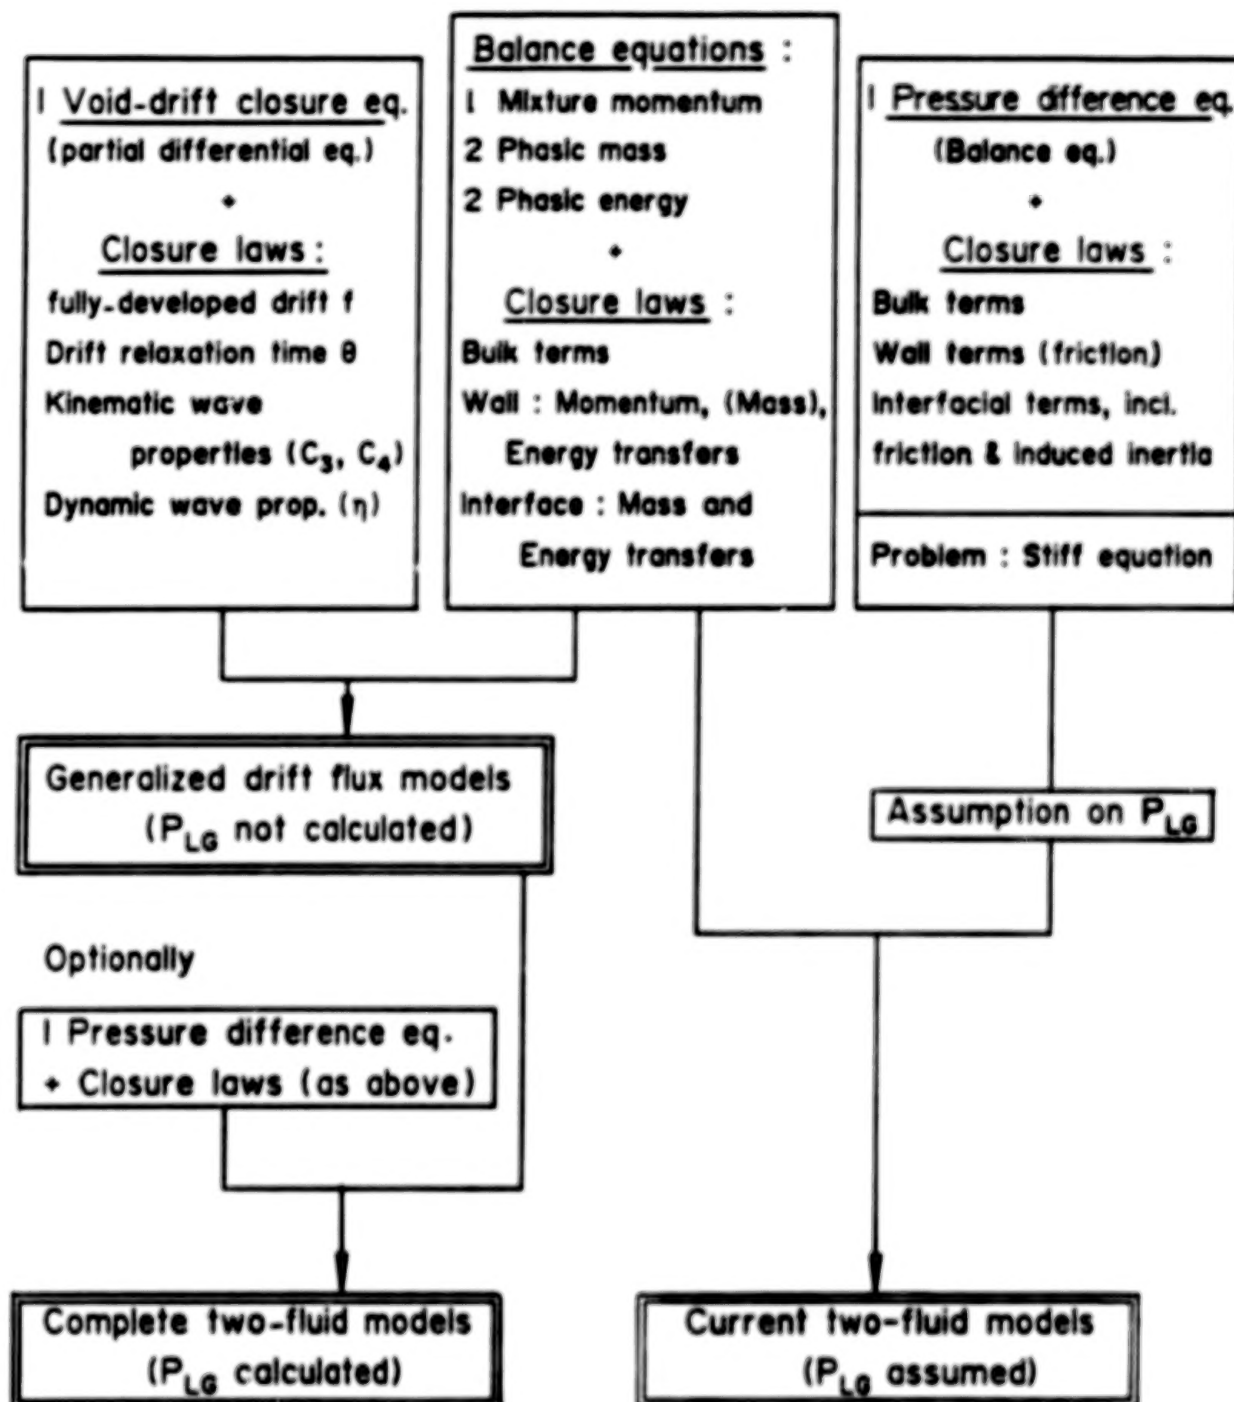 1 Void-drift closure eq.
(partial differential eq.)
+
Closure laws :
fully-developed drift f
Drift relaxation time θ
Kinematic wave
properties (C₃, C₄)
Dynamic wave prop. (η)
Balance equations :
1 Mixture momentum
2 Phasic mass
2 Phasic energy
+
Closure laws :
Bulk terms
Wall : Momentum, (Mass),
Energy transfers
Interface : Mass and
Energy transfers
1 Pressure difference eq.
(Balance eq.)
+
Closure laws :
Bulk terms
Wall terms (friction)
Interfacial terms, incl.
friction & induced inertia
Problem : Stiff equation
Generalized drift flux models
(P_LG not calculated)
Assumption on P_LG
Optionally
1 Pressure difference eq.
+ Closure laws (as above)
Complete two-fluid models
(P_LG calculated)
Current two-fluid models
(P_LG assumed)